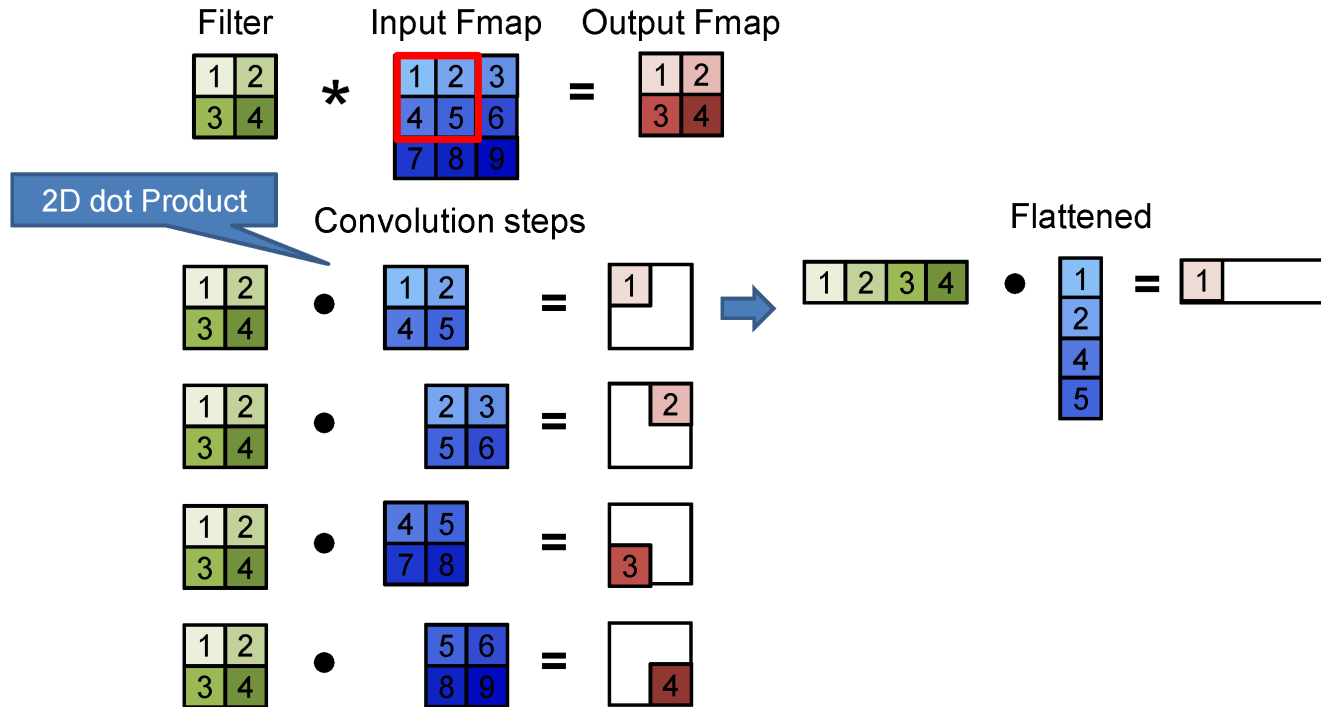 Filter Input Fmap Output Fmap
1 2 * 1 2 3 = 1 2
3 4 4 5 6 3 4
7 8 9
2D dot Product
Convolution steps Flattened
1 2 • 1 2 = 1
3 4 4 5
1 2 3 4 • 1 = 1
2
4
5
1 2 • 2 3 = 2
3 4 5 6
1 2 • 4 5 = 3
3 4 7 8
1 2 • 5 6 = 4
3 4 8 9